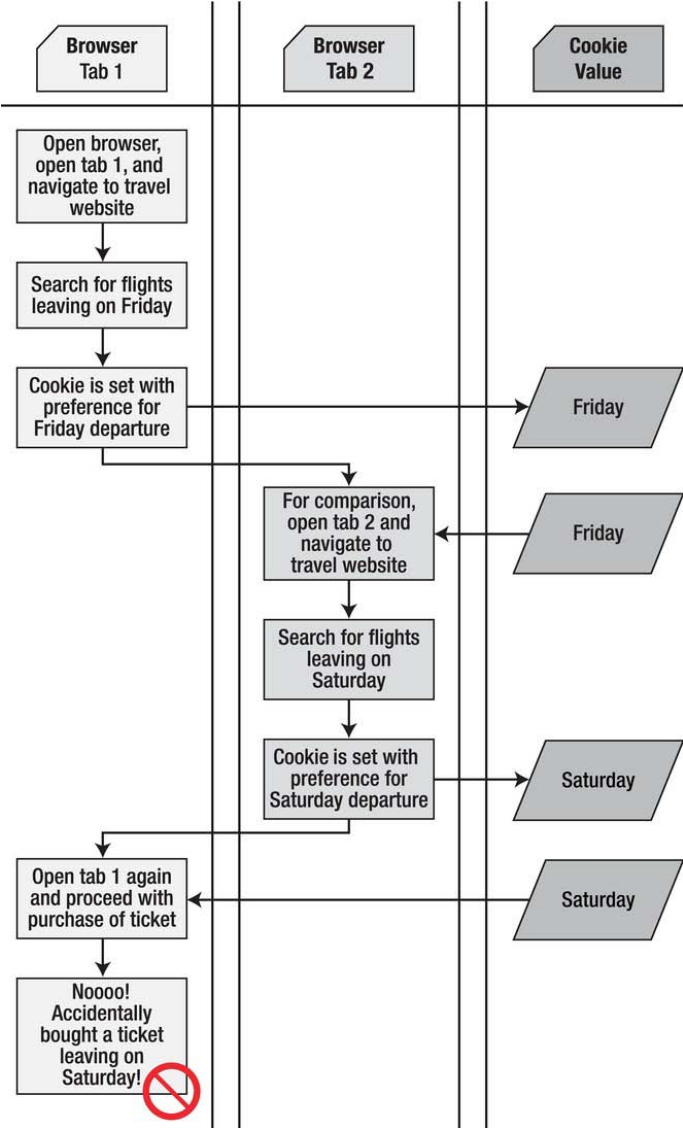 Browser
Tab 1
Browser
Tab 2
Cookie
Value
Open browser,
open tab 1, and
navigate to travel
website
Search for flights
leaving on Friday
Cookie is set with
preference for
Friday departure
Friday
For comparison,
open tab 2 and
navigate to
travel website
Friday
Search for flights
leaving on
Saturday
Cookie is set with
preference for
Saturday departure
Saturday
Open tab 1 again
and proceed with
purchase of ticket
Saturday
Noooo!
Accidentally
bought a ticket
leaving on
Saturday!